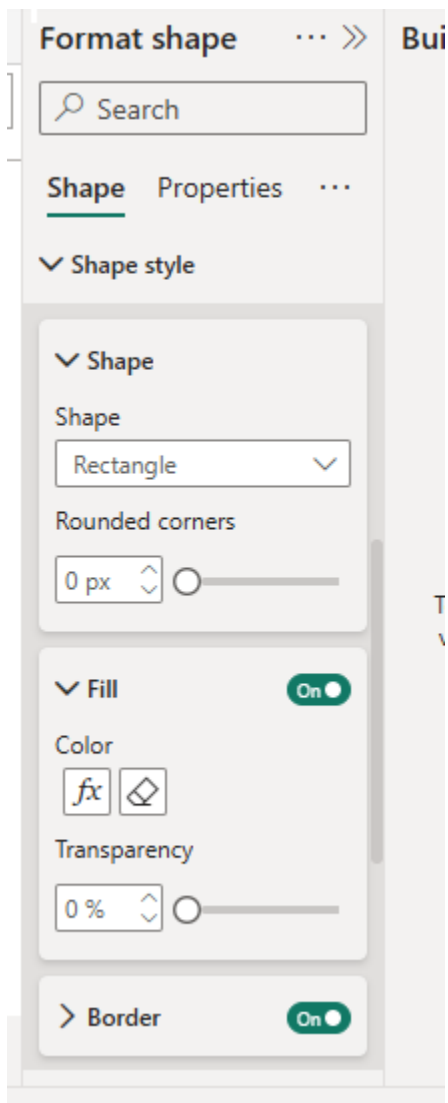 Format shape ··· Bui
Search
Shape Properties ···
Shape style
Shape
Shape
Rectangle
Rounded corners
0 px
Fill On
Color
fx
Transparency
0 %
Border On